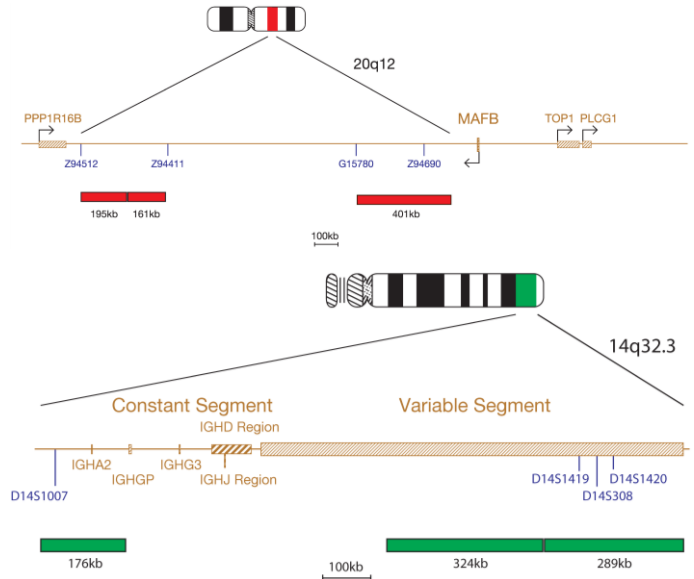 20q12
PPP1R16B
MAFB
TOP1 PLCG1
Z94512
Z94411
G15780
Z94690
195kb
161kb
401kb
100kb
14q32.3
Constant Segment
Variable Segment
IGHD Region
IGHA2
IGHGP
IGHG3
IGHJ Region
D14S1007
D14S1419
D14S308
D14S1420
176kb
324kb
289kb
100kb